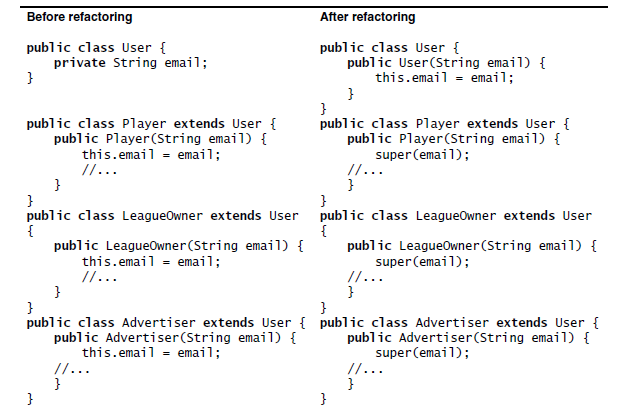 Before refactoring
public class User {
private String email;
}
public class Player extends User {
public Player(String email) {
this.email = email;
//...
}
}
public class LeagueOwner extends User
{
public LeagueOwner(String email) {
this.email = email;
//...
}
}
public class Advertiser extends User {
public Advertiser(String email) {
this.email = email;
//...
}
}
After refactoring
public class User {
public User(String email) {
this.email = email;
}
}
public class Player extends User {
public Player(String email) {
super(email);
//...
}
}
public class LeagueOwner extends User
{
public LeagueOwner(String email) {
super(email);
//...
}
}
public class Advertiser extends User {
public Advertiser(String email) {
super(email);
//...
}
}